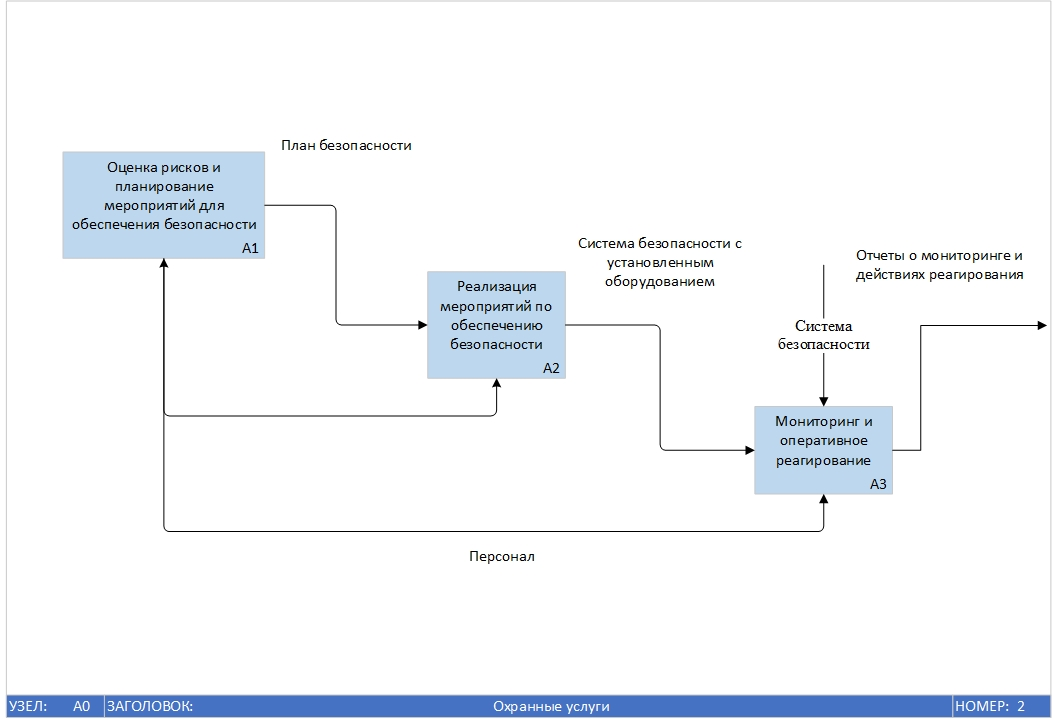 План безопасности
Оценка рисков и
планирование
мероприятий для
обеспечения безопасности
A1
Система безопасности с
установленным
оборудованием
Отчеты о мониторинге и
действиях реагирования
Реализация
мероприятий по
обеспечению
безопасности
A2
Система
безопасности
Мониторинг и
оперативное
реагирование
A3
Персонал
УЗЕЛ: A0 ЗАГОЛОВОК: Охранные услуги НОМЕР: 2